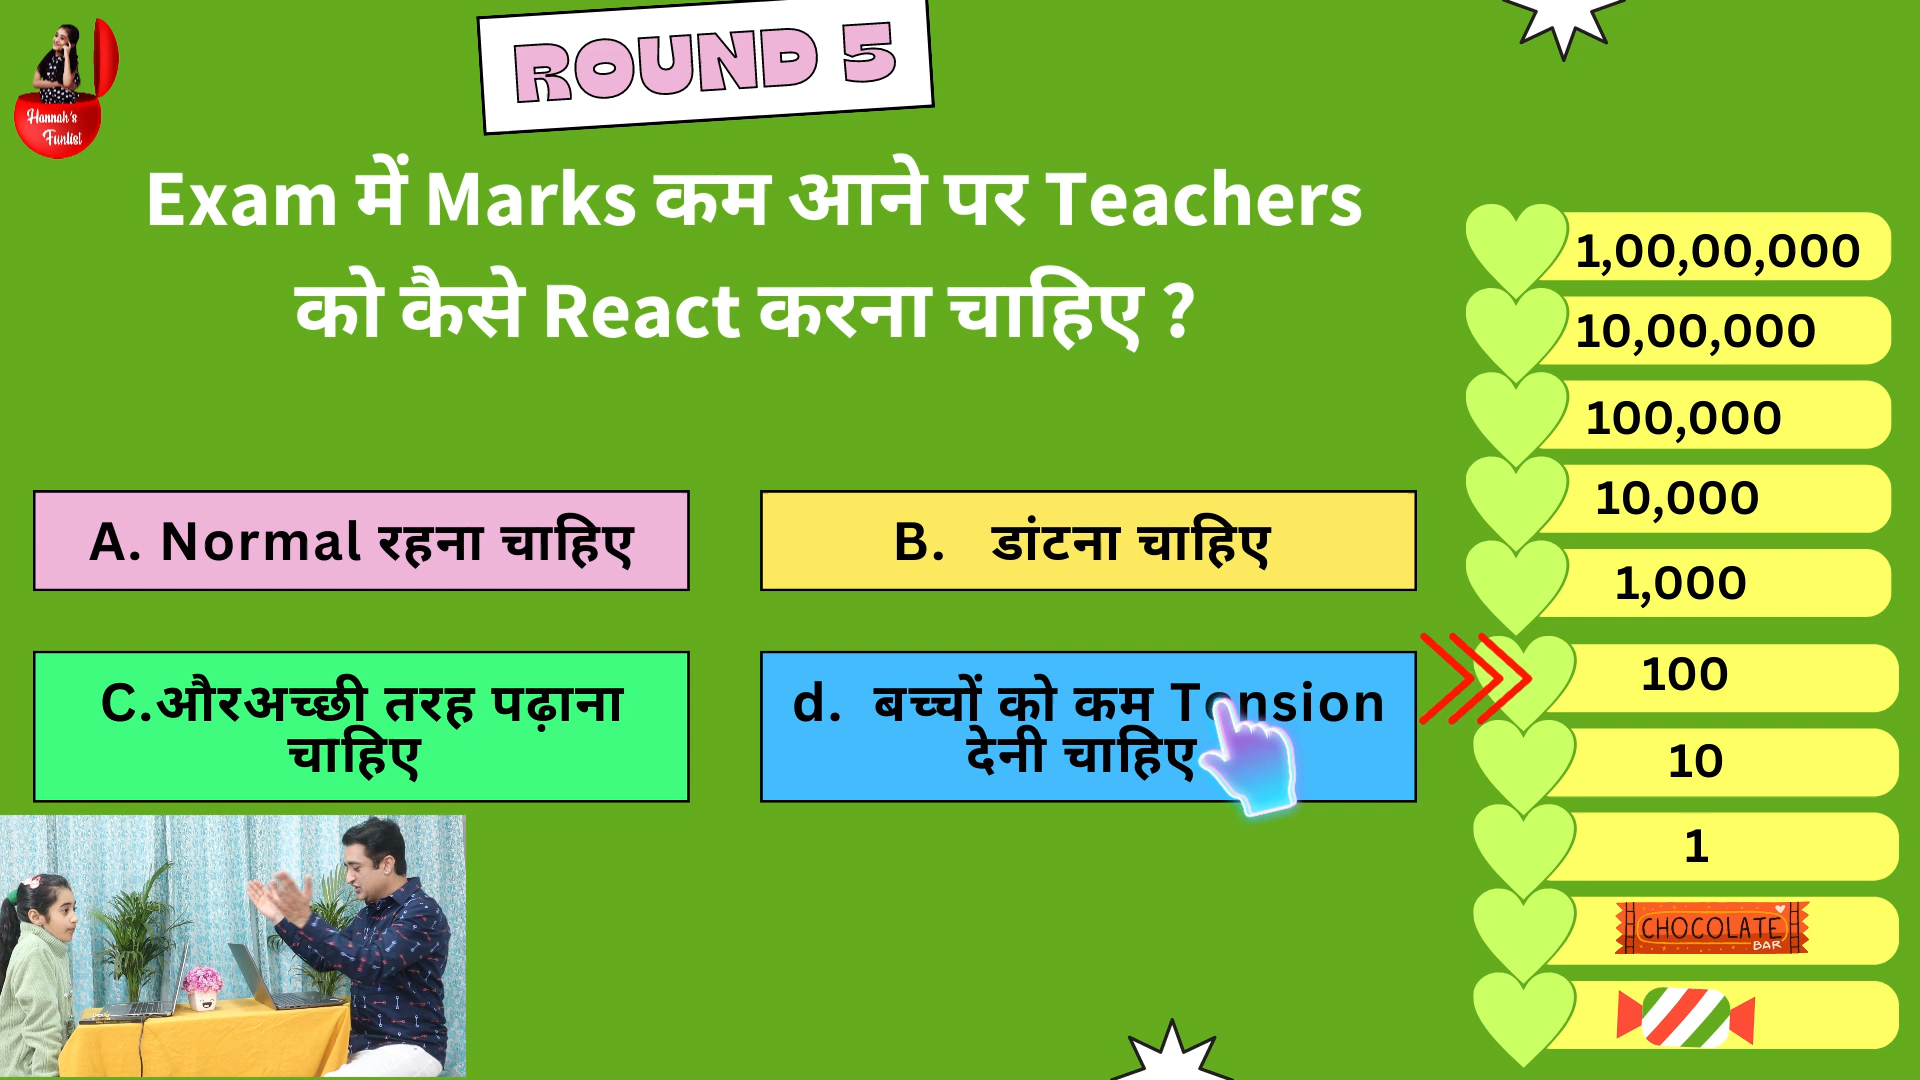 ROUND 5
Hannah's
Funlist
Exam में Marks कम आने पर Teachers
को कैसे React करना चाहिए ?
A. Normal रहना चाहिए
B. डांटना चाहिए
C.औरअच्छी तरह पढ़ाना
चाहिए
d. बच्चों को कम Tension
देनी चाहिए
1,00,00,000
10,00,000
100,000
10,000
1,000
100
10
1
CHOCOLATE
BAR